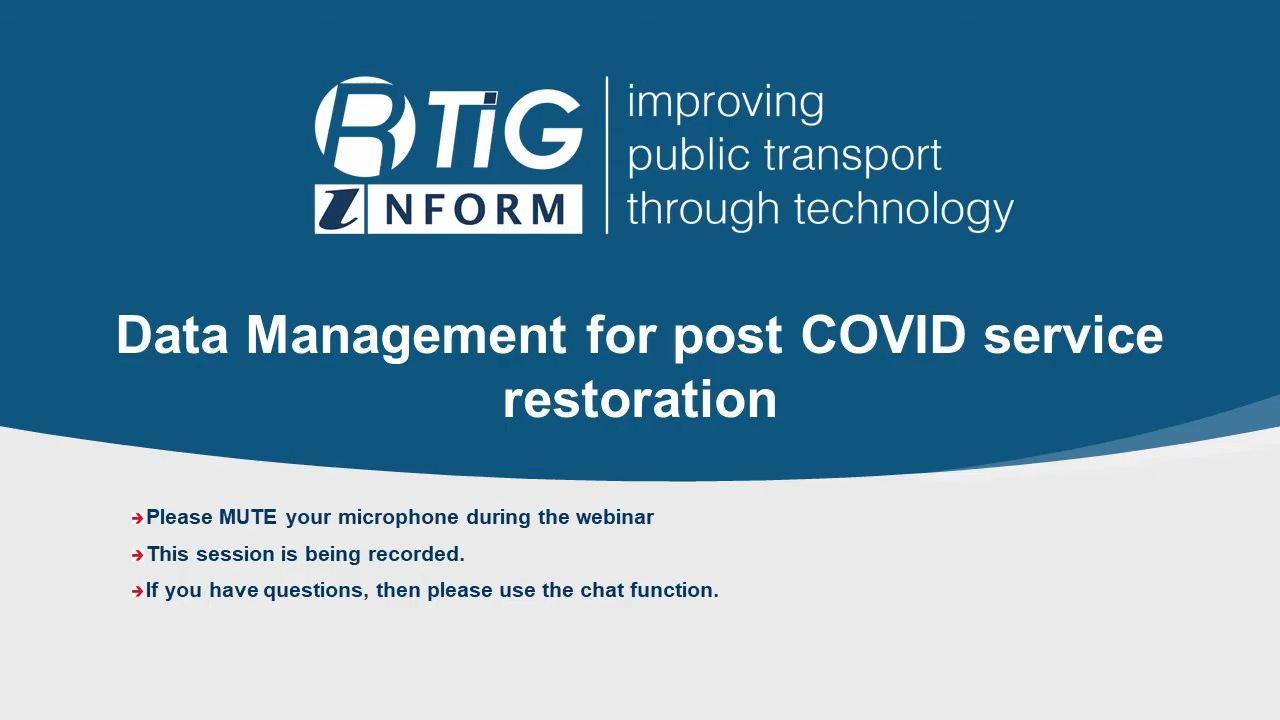 RTiG
iNFORM
improving
public transport
through technology
Data Management for post COVID service
restoration
Please MUTE your microphone during the webinar
This session is being recorded.
If you have questions, then please use the chat function.